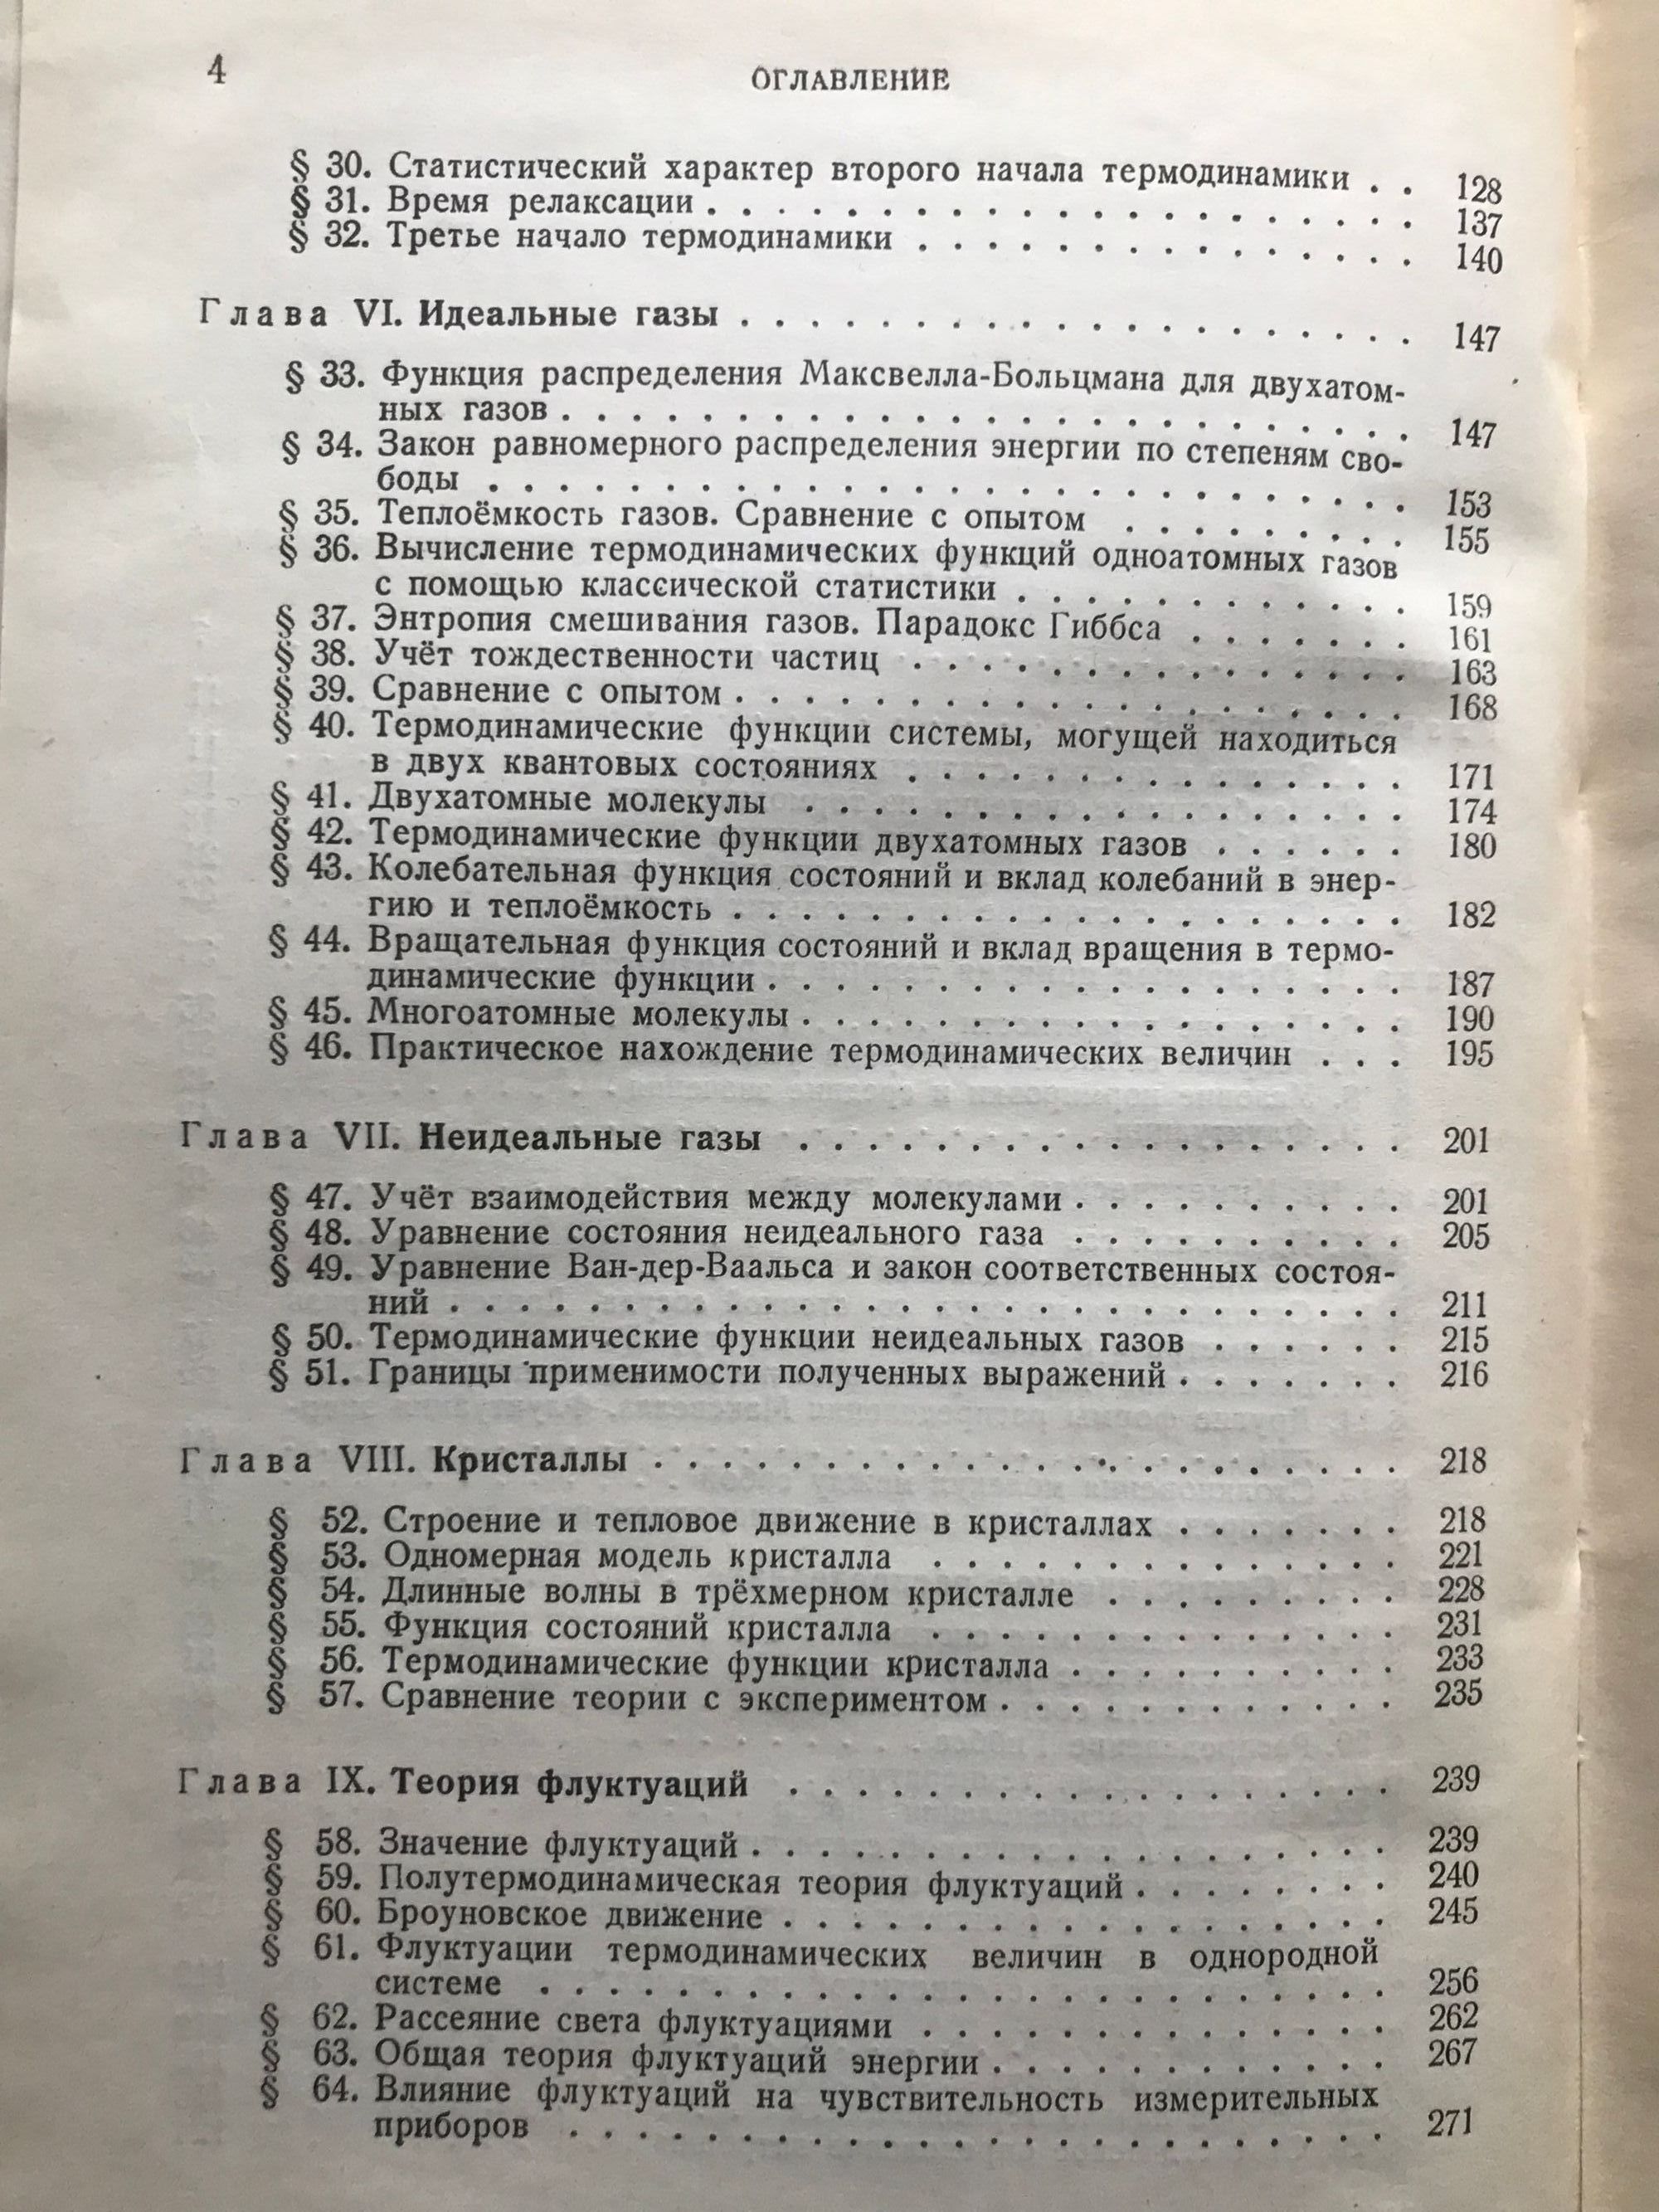 4
ОГЛАВЛЕНИЕ
§ 30. Статистический характер второго начала термодинамики . . 128
§ 31. Время релаксации . . . . . . . . . . . . . . . . . . . . 137
§ 32. Третье начало термодинамики . . . . . . . . . . . . . . 140
Глава VI. Идеальные газы . . . . . . . . . . . . . . . . . . . 147
§ 33. Функция распределения Максвелла-Больцмана для двухатом-
ных газов . . . . . . . . . . . . . . . . . . . . . . . . 147
§ 34. Закон равномерного распределения энергии по степеням сво-
боды . . . . . . . . . . . . . . . . . . . . . . . . . . 153
§ 35. Теплоёмкость газов. Сравнение с опытом . . . . . . . . 155
§ 36. Вычисление термодинамических функций одноатомных газов
с помощью классической статистики . . . . . . . . . . . 159
§ 37. Энтропия смешивания газов. Парадокс Гиббса . . . . . . . 161
§ 38. Учёт тождественности частиц . . . . . . . . . . . . . . 163
§ 39. Сравнение с опытом . . . . . . . . . . . . . . . . . . . 168
§ 40. Термодинамические функции системы, могущей находиться
в двух квантовых состояниях . . . . . . . . . . . . . . 171
§ 41. Двухатомные молекулы . . . . . . . . . . . . . . . . . 174
§ 42. Термодинамические функции двухатомных газов . . . . . . 180
§ 43. Колебательная функция состояний и вклад колебаний в энер-
гию и теплоёмкость . . . . . . . . . . . . . . . . . . . 182
§ 44. Вращательная функция состояний и вклад вращения в термо-
динамические функции . . . . . . . . . . . . . . . . . . 187
§ 45. Многоатомные молекулы . . . . . . . . . . . . . . . . . 190
§ 46. Практическое нахождение термодинамических величин . . . 195
Глава VII. Неидеальные газы . . . . . . . . . . . . . . . . . . 201
§ 47. Учёт взаимодействия между молекулами . . . . . . . . . . 201
§ 48. Уравнение состояния неидеального газа . . . . . . . . . . 205
§ 49. Уравнение Ван-дер-Ваальса и закон соответственных состоя-
ний . . . . . . . . . . . . . . . . . . . . . . . . . . . 211
§ 50. Термодинамические функции неидеальных газов . . . . . . 215
§ 51. Границы применимости полученных выражений . . . . . . . 216
Глава VIII. Кристаллы . . . . . . . . . . . . . . . . . . . . . 218
§ 52. Строение и тепловое движение в кристаллах . . . . . . . 218
§ 53. Одномерная модель кристалла . . . . . . . . . . . . . . 221
§ 54. Длинные волны в трёхмерном кристалле . . . . . . . . . 228
§ 55. Функция состояний кристалла . . . . . . . . . . . . . . 231
§ 56. Термодинамические функции кристалла . . . . . . . . . . 233
§ 57. Сравнение теории с экспериментом . . . . . . . . . . . . 235
Глава IX. Теория флуктуаций . . . . . . . . . . . . . . . . . . 239
§ 58. Значение флуктуаций . . . . . . . . . . . . . . . . . . . 239
§ 59. Полутермодинамическая теория флуктуаций . . . . . . . . 240
§ 60. Броуновское движение . . . . . . . . . . . . . . . . . . 245
§ 61. Флуктуации термодинамических величин в однородной
системе . . . . . . . . . . . . . . . . . . . . . . . . . 256
§ 62. Рассеяние света флуктуациями . . . . . . . . . . . . . . 262
§ 63. Общая теория флуктуаций энергии . . . . . . . . . . . . 267
§ 64. Влияние флуктуаций на чувствительность измерительных
приборов . . . . . . . . . . . . . . . . . . . . . . . . 271